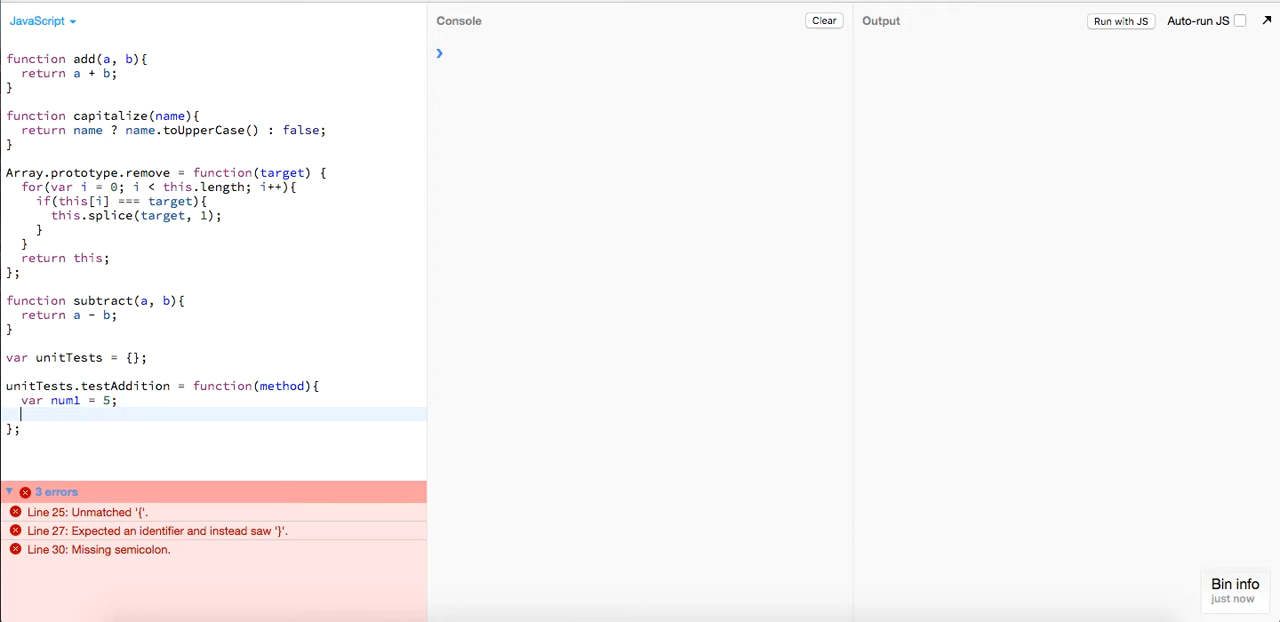 JavaScript
Console
Clear
Output
Run with JS
Auto-run JS
function add(a, b){
  return a + b;
}
function capitalize(name){
  return name ? name.toUpperCase() : false;
}
Array.prototype.remove = function(target) {
  for(var i = 0; i < this.length; i++){
    if(this[i] === target){
      this.splice(target, 1);
    }
  }
  return this;
};
function subtract(a, b){
  return a - b;
}
var unitTests = {};
unitTests.testAddition = function(method){
  var num1 = 5;
};
3 errors
Line 25: Unmatched '{'.
Line 27: Expected an identifier and instead saw '}'.
Line 30: Missing semicolon.
Bin info
just now